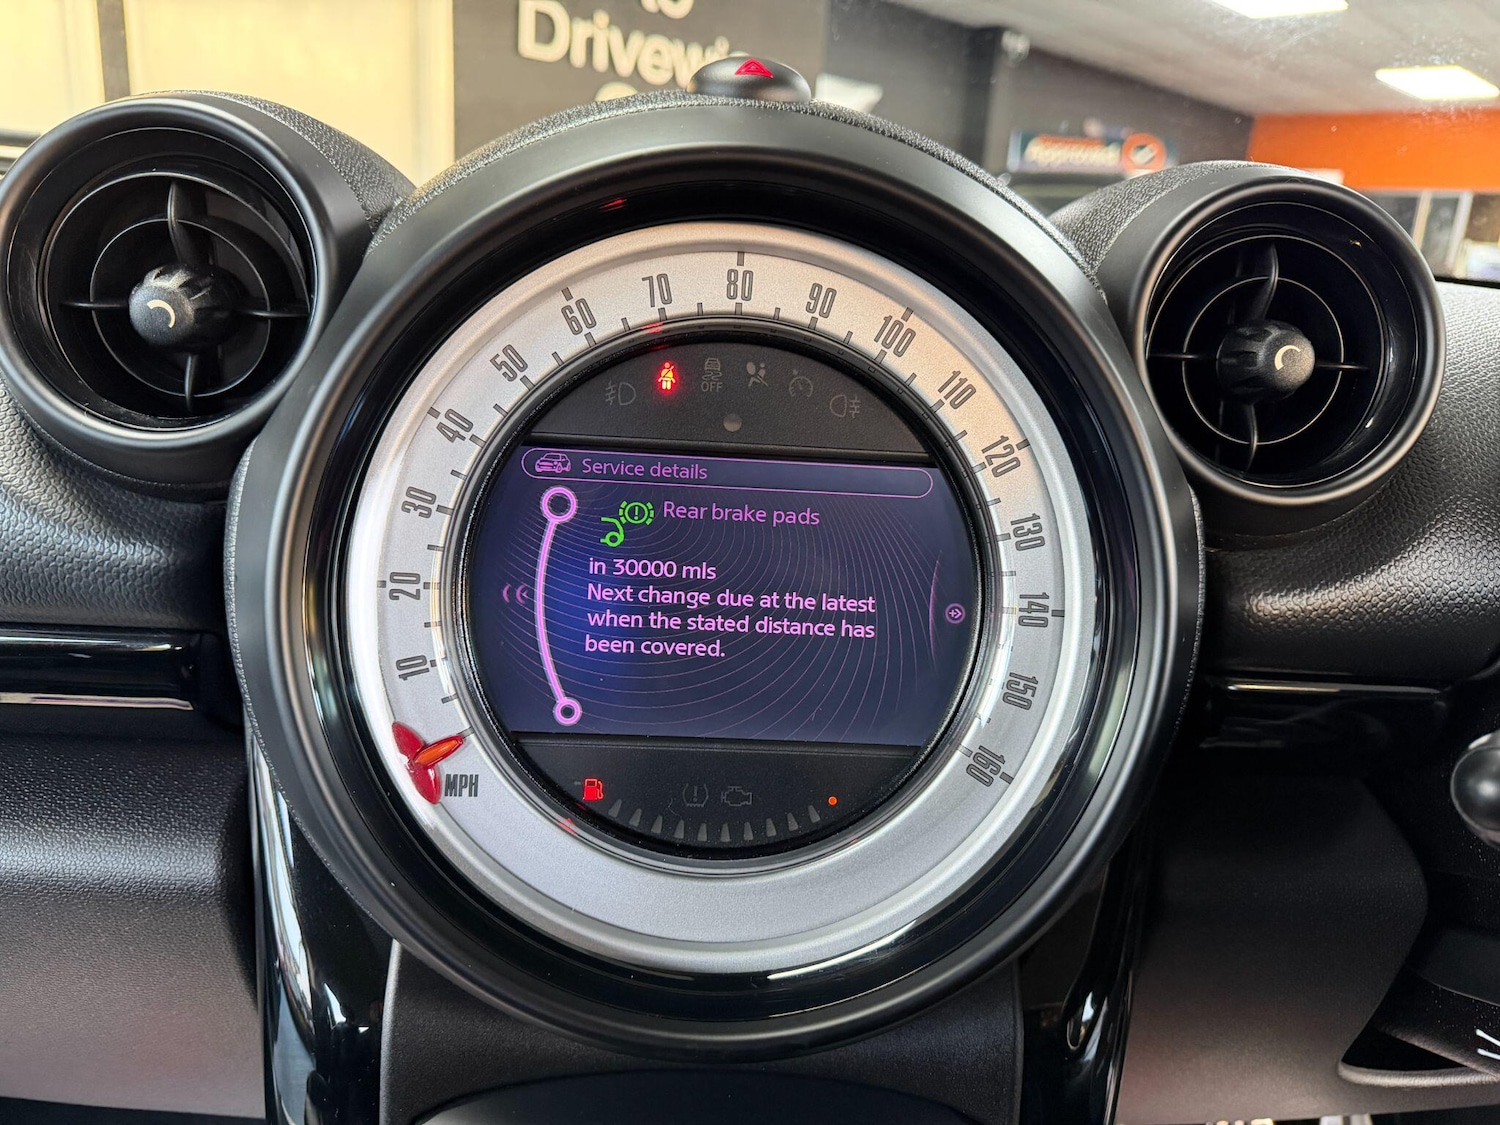 Drivewi
approved
10
20
30
40
50
60
70
80
90
100
110
120
130
140
150
160
MPH
OFF
Service details
Rear brake pads
in 30000 mls
Next change due at the latest
when the stated distance has
been covered.